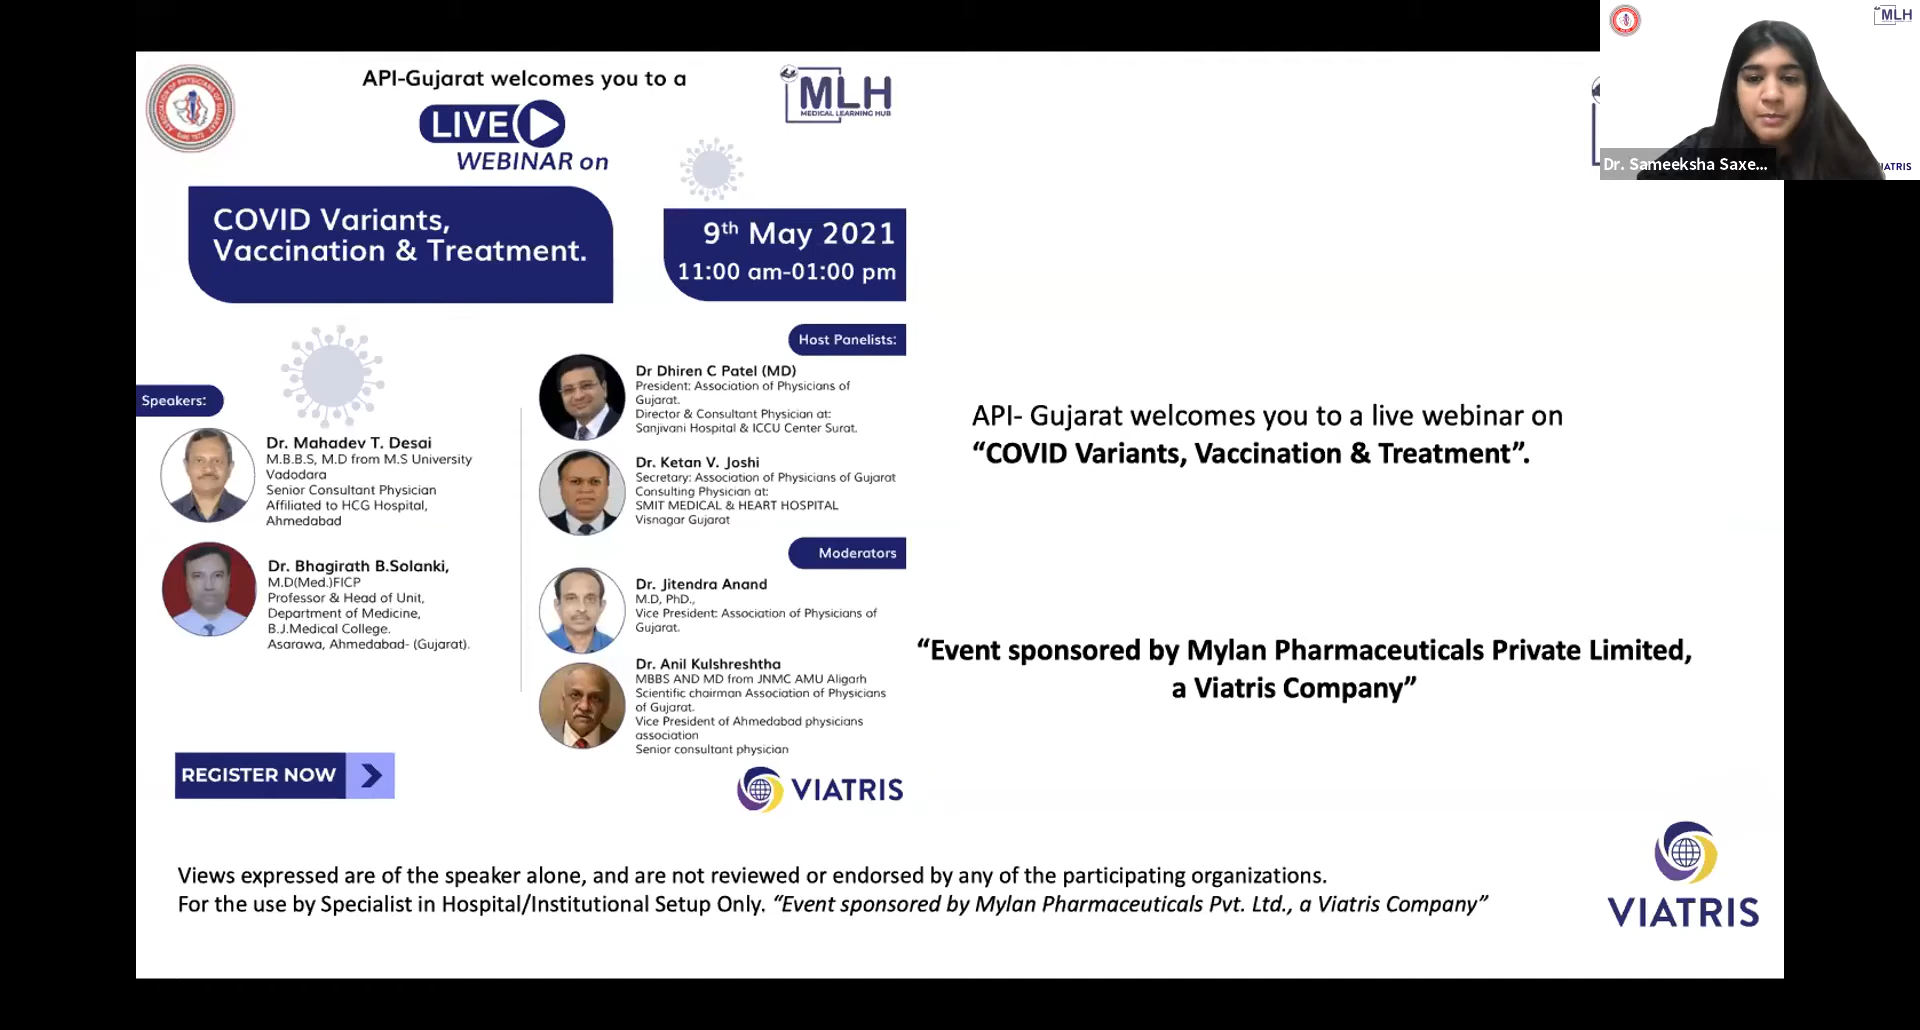 API-Gujarat welcomes you to a
LIVE
WEBINAR on
MLH
MEDICAL LEARNING HUB
ASSOCIATION OF PHYSICIANS OF GUJARAT
COVID Variants,
Vaccination & Treatment.
9th May 2021
11:00 am-01:00 pm
Speakers:
Dr. Mahadev T. Desai
M.B.B.S, M.D from M.S University
Vadodara
Senior Consultant Physician
Affiliated to HCG Hospital,
Ahmedabad
Dr. Bhagirath B.Solanki,
M.D(Med.)FICP
Professor & Head of Unit,
Department of Medicine,
B.J.Medical College.
Asarawa, Ahmedabad- (Gujarat).
Host Panelists:
Dr Dhiren C Patel (MD)
President: Association of Physicians of
Gujarat.
Director & Consultant Physician at:
Sanjivani Hospital & ICCU Center Surat.
Dr. Ketan V. Joshi
Secretary: Association of Physicians of Gujarat
Consulting Physician at:
SMIT MEDICAL & HEART HOSPITAL
Visnagar Gujarat
Moderators
Dr. Jitendra Anand
M.D, PhD.,
Vice President: Association of Physicians of
Gujarat.
Dr. Anil Kulshreshtha
MBBS AND MD from JNMC AMU Aligarh
Scientific chairman Association of Physicians
of Gujarat.
Vice President of Ahmedabad physicians
association
Senior consultant physician
REGISTER NOW
VIATRIS
API- Gujarat welcomes you to a live webinar on
“COVID Variants, Vaccination & Treatment”.
“Event sponsored by Mylan Pharmaceuticals Private Limited,
a Viatris Company”
Views expressed are of the speaker alone, and are not reviewed or endorsed by any of the participating organizations.
For the use by Specialist in Hospital/Institutional Setup Only. “Event sponsored by Mylan Pharmaceuticals Pvt. Ltd., a Viatris Company”
VIATRIS
MLH
Dr. Sameeksha Saxe...
IATRIS